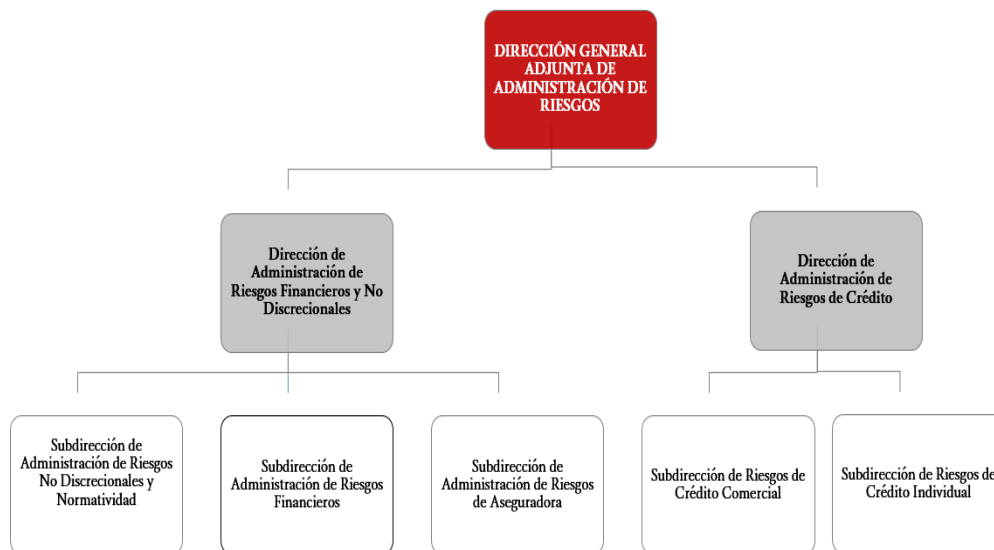 DIRECCIÓN GENERAL
ADJUNTA DE
ADMINISTRACIÓN DE
RIESGOS
Dirección de
Administración de
Riesgos Financieros y No
Discrecionales
Dirección de
Administración de
Riesgos de Crédito
Subdirección de
Administración de Riesgos
No Discrecionales y
Normatividad
Subdirección de
Administración de Riesgos
Financieros
Subdirección de
Administración de Riesgos
de Aseguradora
Subdirección de Riesgos de
Crédito Comercial
Subdirección de Riesgos de
Crédito Individual